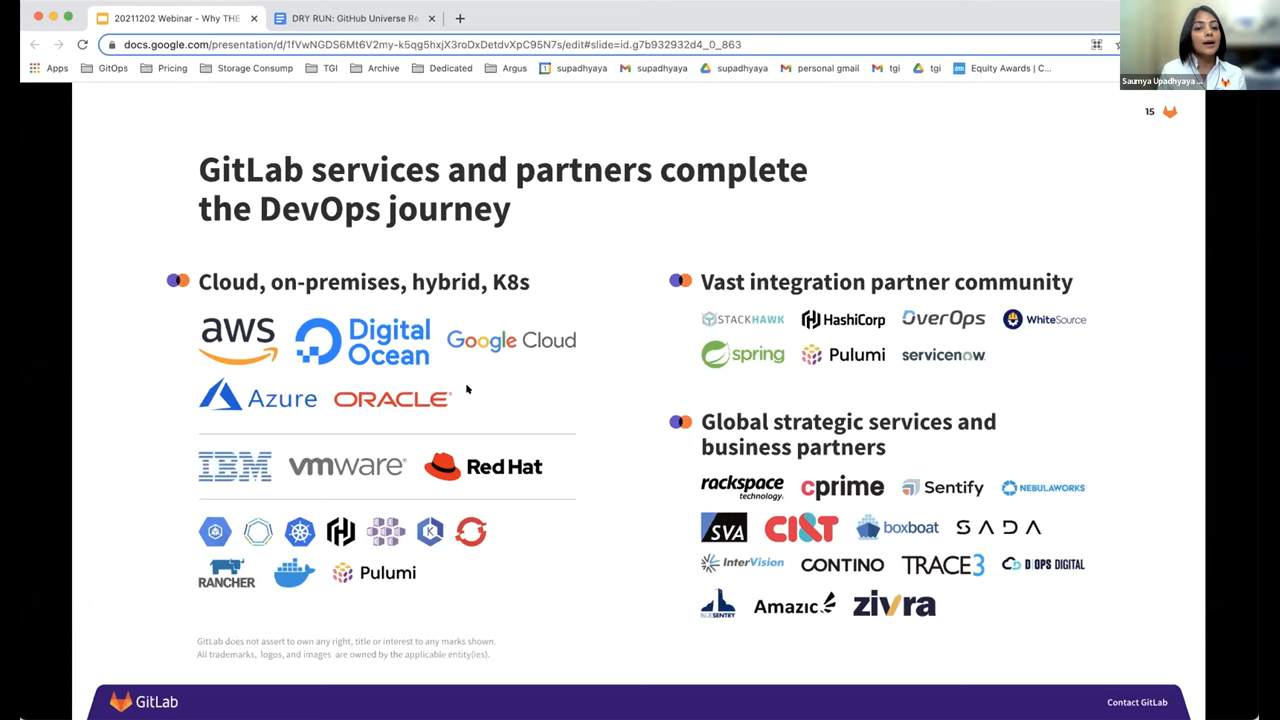 20211202 Webinar - Why THE
DRY RUN: GitHub Universe Re
docs.google.com/presentation/d/1fVwNGDS6Mt6V2my-k5qg5hxjX3roDxDetdvXpC95N7s/edit#slide=id.g7b932932d4_0_863
Apps GitOps Pricing Storage Consump TGI Archive Dedicated Argus supadhyaya supadhyaya supadhyaya personal gmail tgi tgi Equity Awards | C...
Saumya Upadhyaya ...
15
GitLab services and partners complete
the DevOps journey
Cloud, on-premises, hybrid, K8s
aws Digital Ocean Google Cloud
Azure ORACLE
IBM vmware Red Hat
RANCHER Pulumi
Vast integration partner community
STACKHAWK HashiCorp OverOps WhiteSource
spring Pulumi servicenow
Global strategic services and
business partners
rackspace technology cprime Sentify NEBULAWORKS
SVA CI&T boxboat SADA
InterVision CONTINO TRACE3 D|OPS DIGITAL
BLUESENTRY Amazic zivra
GitLab does not assert to own any right, title or interest to any marks shown.
All trademarks, logos, and images are owned by the applicable entity(ies).
GitLab
Contact GitLab